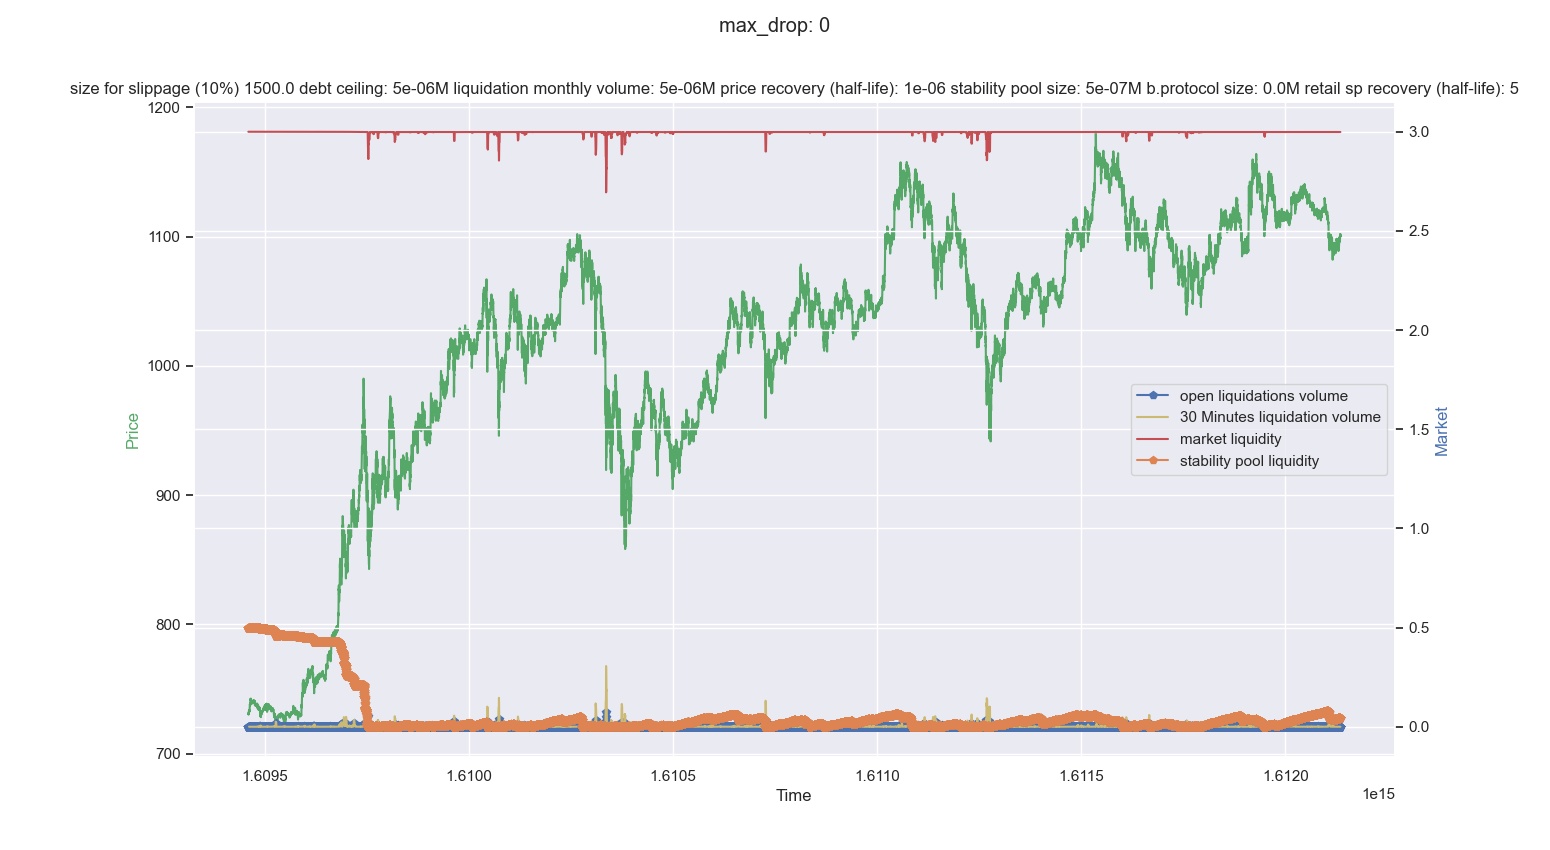 max_drop: 0
size for slippage (10%) 1500.0 debt ceiling: 5e-06M liquidation monthly volume: 5e-06M price recovery (half-life): 1e-06 stability pool size: 5e-07M b.protocol size: 0.0M retail sp recovery (half-life): 5
1200
1100
1000
900
800
700
Price
3.0
2.5
2.0
1.5
1.0
0.5
0.0
Market
open liquidations volume
30 Minutes liquidation volume
market liquidity
stability pool liquidity
1.6095
1.6100
1.6105
1.6110
1.6115
1.6120
Time
1e15